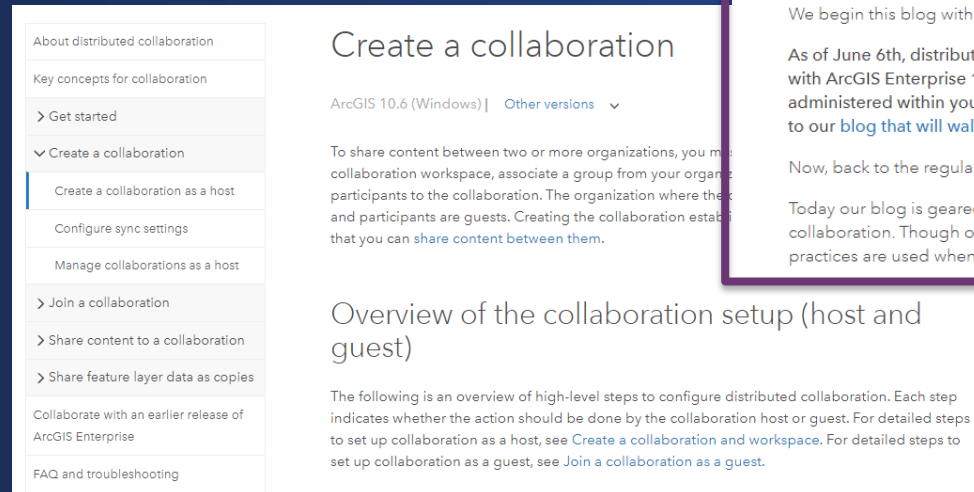 About distributed collaboration
Key concepts for collaboration
Get started
Create a collaboration
Create a collaboration as a host
Configure sync settings
Manage collaborations as a host
Join a collaboration
Share content to a collaboration
Share feature layer data as copies
Collaborate with an earlier release of
ArcGIS Enterprise
FAQ and troubleshooting
Create a collaboration
ArcGIS 10.6 (Windows) | Other versions
To share content between two or more organizations, you
collaboration workspace, associate a group from your
participants to the collaboration. The organization where the
and participants are guests. Creating the collaboration
that you can share content between them.
Overview of the collaboration setup (host and
guest)
The following is an overview of high-level steps to configure distributed collaboration. Each step
indicates whether the action should be done by the collaboration host or guest. For detailed steps
to set up collaboration as a host, see Create a collaboration and workspace. For detailed steps to
set up collaboration as a guest, see Join a collaboration as a guest.
We begin this blog with
As of June 6th,
with ArcGIS Enterprise
administered within
to our blog that will
Now, back to the
Today our blog is
collaboration. Though
practices are used when